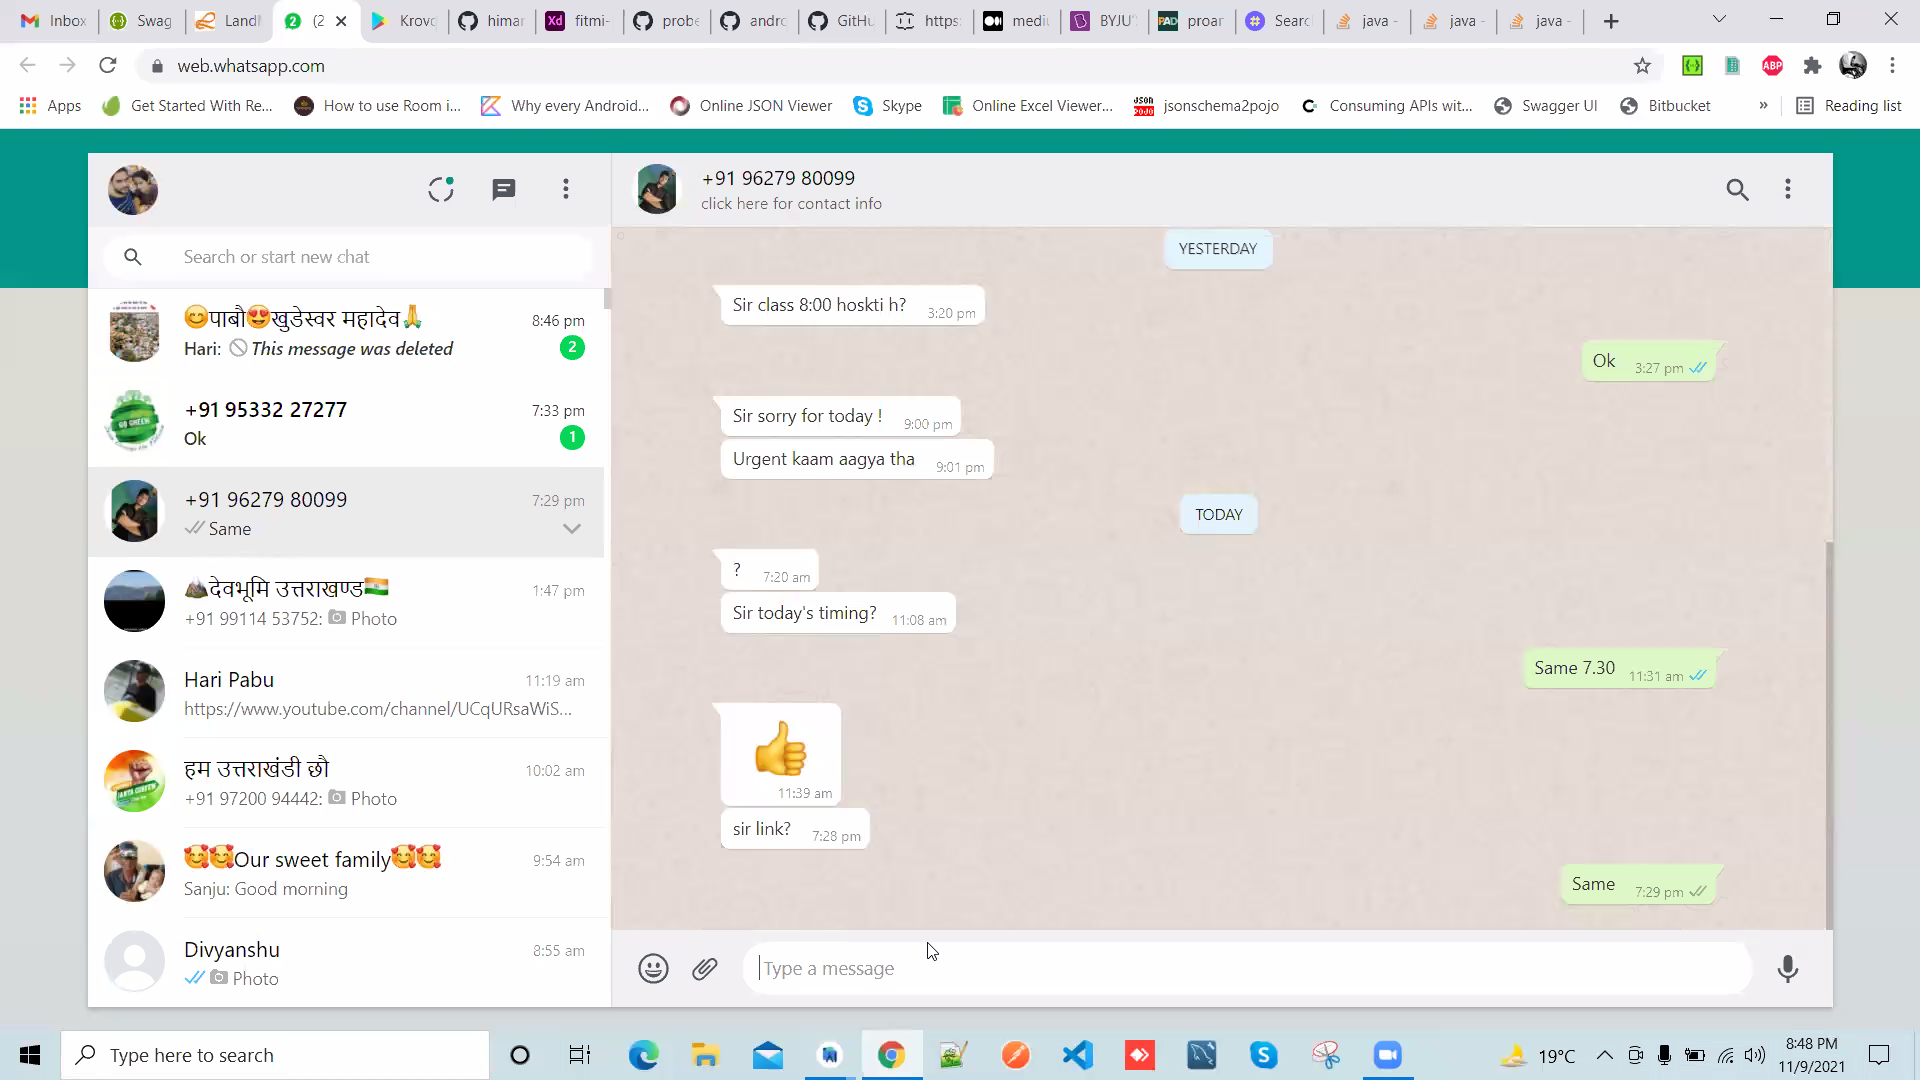 Inbox
Swag
Landi
(2
Krovo
himar
fitmi-
probe
andro
GitHu
https:
mediu
BYJU'
proar
Searc
java -
java -
java -
web.whatsapp.com
Apps
Get Started With Re...
How to use Room i...
Why every Android...
Online JSON Viewer
Skype
Online Excel Viewer...
jsonschema2pojo
Consuming APIs wit...
Swagger UI
Bitbucket
»
Reading list
Search or start new chat
😊पाबौ😍खुडेस्वर महादेव🙏 8:46 pm
Hari: This message was deleted 2
+91 95332 27277 7:33 pm
Ok 1
+91 96279 80099 7:29 pm
Same
🏔️देवभूमि उत्तराखण्ड🇮🇳 1:47 pm
+91 99114 53752: Photo
Hari Pabu 11:19 am
https://www.youtube.com/channel/UCqURsaWiS...
हम उत्तराखंडी छौ 10:02 am
+91 97200 94442: Photo
🥰🥰Our sweet family🥰🥰 9:54 am
Sanju: Good morning
Divyanshu 8:55 am
Photo
+91 96279 80099
click here for contact info
YESTERDAY
Sir class 8:00 hoskti h? 3:20 pm
Ok 3:27 pm
Sir sorry for today ! 9:00 pm
Urgent kaam aagya tha 9:01 pm
TODAY
? 7:20 am
Sir today's timing? 11:08 am
Same 7.30 11:31 am
👍
11:39 am
sir link? 7:28 pm
Same 7:29 pm
Type a message
Type here to search
19°C
8:48 PM
11/9/2021